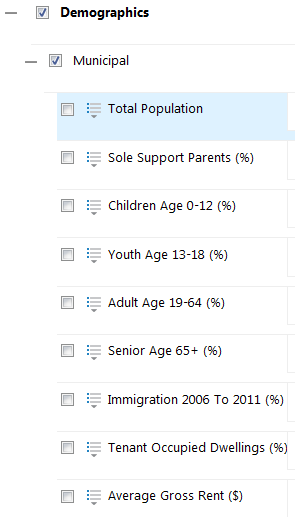 Demographics
Municipal
Total Population
Sole Support Parents (%)
Children Age 0-12 (%)
Youth Age 13-18 (%)
Adult Age 19-64 (%)
Senior Age 65+ (%)
Immigration 2006 To 2011 (%)
Tenant Occupied Dwellings (%)
Average Gross Rent ($)